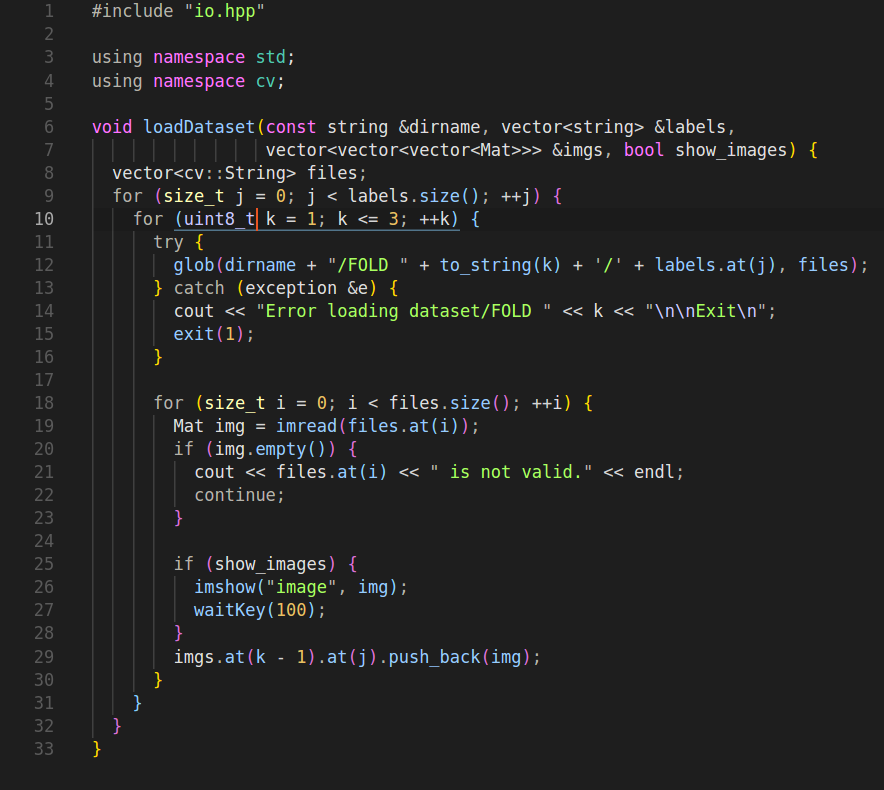 1 #include "io.hpp"
2
3 using namespace std;
4 using namespace cv;
5
6 void loadDataset(const string &dirname, vector<string> &labels,
7 vector<vector<vector<Mat>>> &imgs, bool show_images) {
8 vector<cv::String> files;
9 for (size_t j = 0; j < labels.size(); ++j) {
10 for (uint8_t k = 1; k <= 3; ++k) {
11 try {
12 glob(dirname + "/FOLD " + to_string(k) + '/' + labels.at(j), files);
13 } catch (exception &e) {
14 cout << "Error loading dataset/FOLD " << k << "\n\nExit\n";
15 exit(1);
16 }
17
18 for (size_t i = 0; i < files.size(); ++i) {
19 Mat img = imread(files.at(i));
20 if (img.empty()) {
21 cout << files.at(i) << " is not valid." << endl;
22 continue;
23 }
24
25 if (show_images) {
26 imshow("image", img);
27 waitKey(100);
28 }
29 imgs.at(k - 1).at(j).push_back(img);
30 }
31 }
32 }
33 }